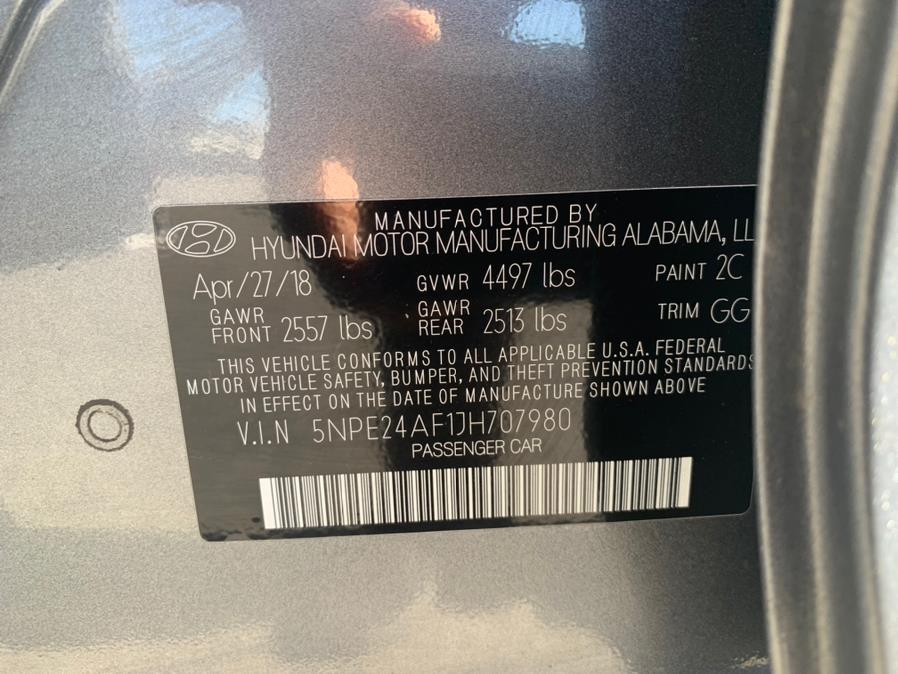 MANUFACTURED BY
HYUNDAI MOTOR MANUFACTURING ALABAMA, LL
Apr/27/18 GVWR 4497 lbs PAINT 2C
GAWR FRONT 2557 lbs GAWR REAR 2513 lbs TRIM GG
THIS VEHICLE CONFORMS TO ALL APPLICABLE U.S.A. FEDERAL
MOTOR VEHICLE SAFETY, BUMPER, AND THEFT PREVENTION STANDARDS
IN EFFECT ON THE DATE OF MANUFACTURE SHOWN ABOVE
V.I.N 5NPE24AF1JH707980
PASSENGER CAR